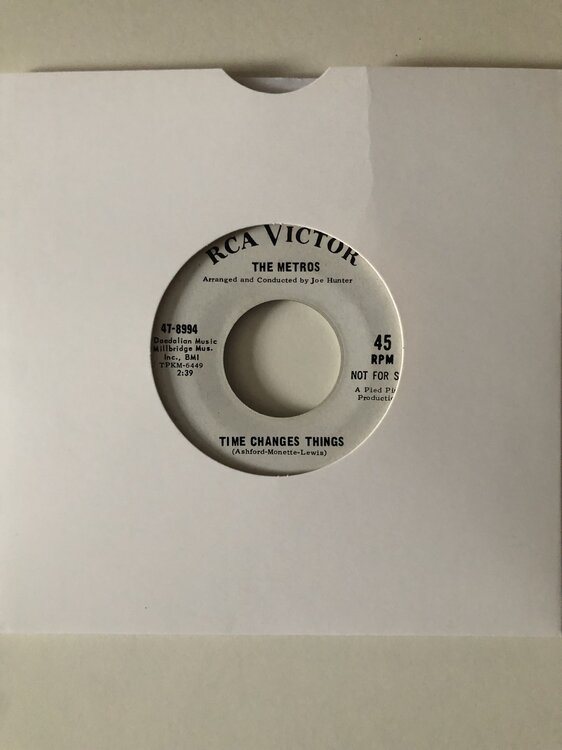 RCA VICTOR
THE METROS
Arranged and Conducted by Joe Hunter
47-8994
Daedalian Music
Millbridge Mus.
Inc., BMI
TPKM-6449
2:39
45
RPM
NOT FOR S
A Pied Pi
Producti
TIME CHANGES THINGS
(Ashford-Monette-Lewis)